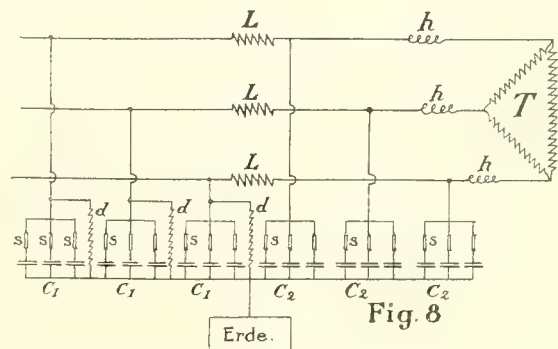 L h
L h T
L h
d d d
S S S S S S S S
C₁ C₁ C₁ C₂ C₂ C₂
Fig. 8
Erde.